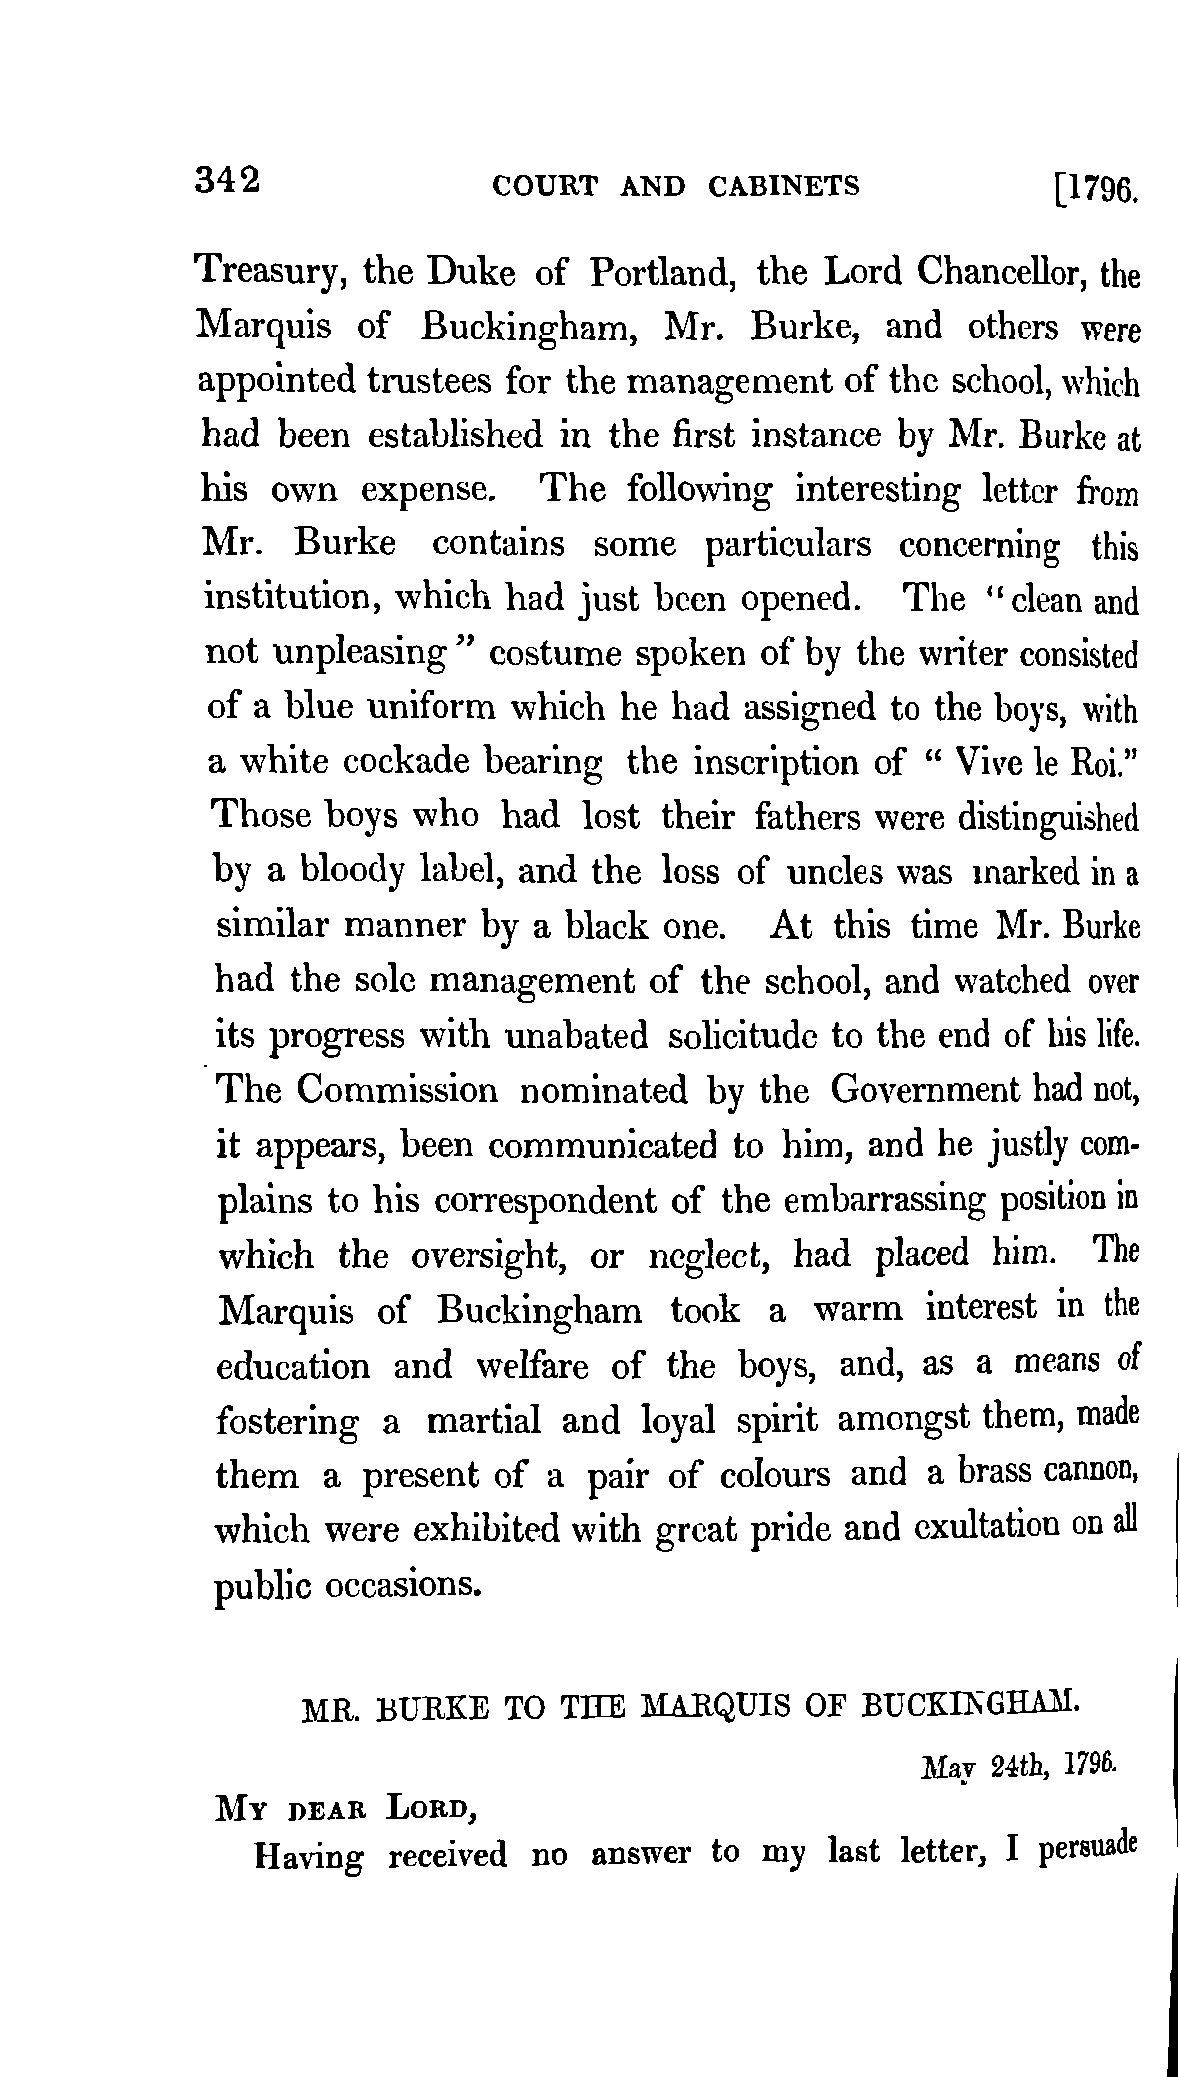 342 COURT AND CABINETS [1796.
Treasury, the Duke of Portland, the Lord Chancellor, the
Marquis of Buckingham, Mr. Burke, and others were
appointed trustees for the management of the school, which
had been established in the first instance by Mr. Burke at
his own expense. The following interesting letter from
Mr. Burke contains some particulars concerning this
institution, which had just been opened. The "clean and
not unpleasing" costume spoken of by the writer consisted
of a blue uniform which he had assigned to the boys, with
a white cockade bearing the inscription of "Vive le Roi."
Those boys who had lost their fathers were distinguished
by a bloody label, and the loss of uncles was marked in a
similar manner by a black one. At this time Mr. Burke
had the sole management of the school, and watched over
its progress with unabated solicitude to the end of his life.
The Commission nominated by the Government had not,
it appears, been communicated to him, and he justly com-
plains to his correspondent of the embarrassing position in
which the oversight, or neglect, had placed him. The
Marquis of Buckingham took a warm interest in the
education and welfare of the boys, and, as a means of
fostering a martial and loyal spirit amongst them, made
them a present of a pair of colours and a brass cannon,
which were exhibited with great pride and exultation on all
public occasions.
MR. BURKE TO THE MARQUIS OF BUCKINGHAM.
May 24th, 1796.
MY DEAR LORD,
Having received no answer to my last letter, I persuade